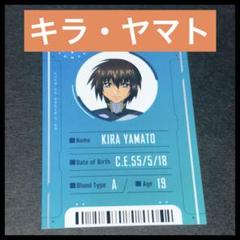 キラ・ヤマト
Name KIRA YAMATO
Date of Birth C.E.55/5/18
Blood Type A / Age 19